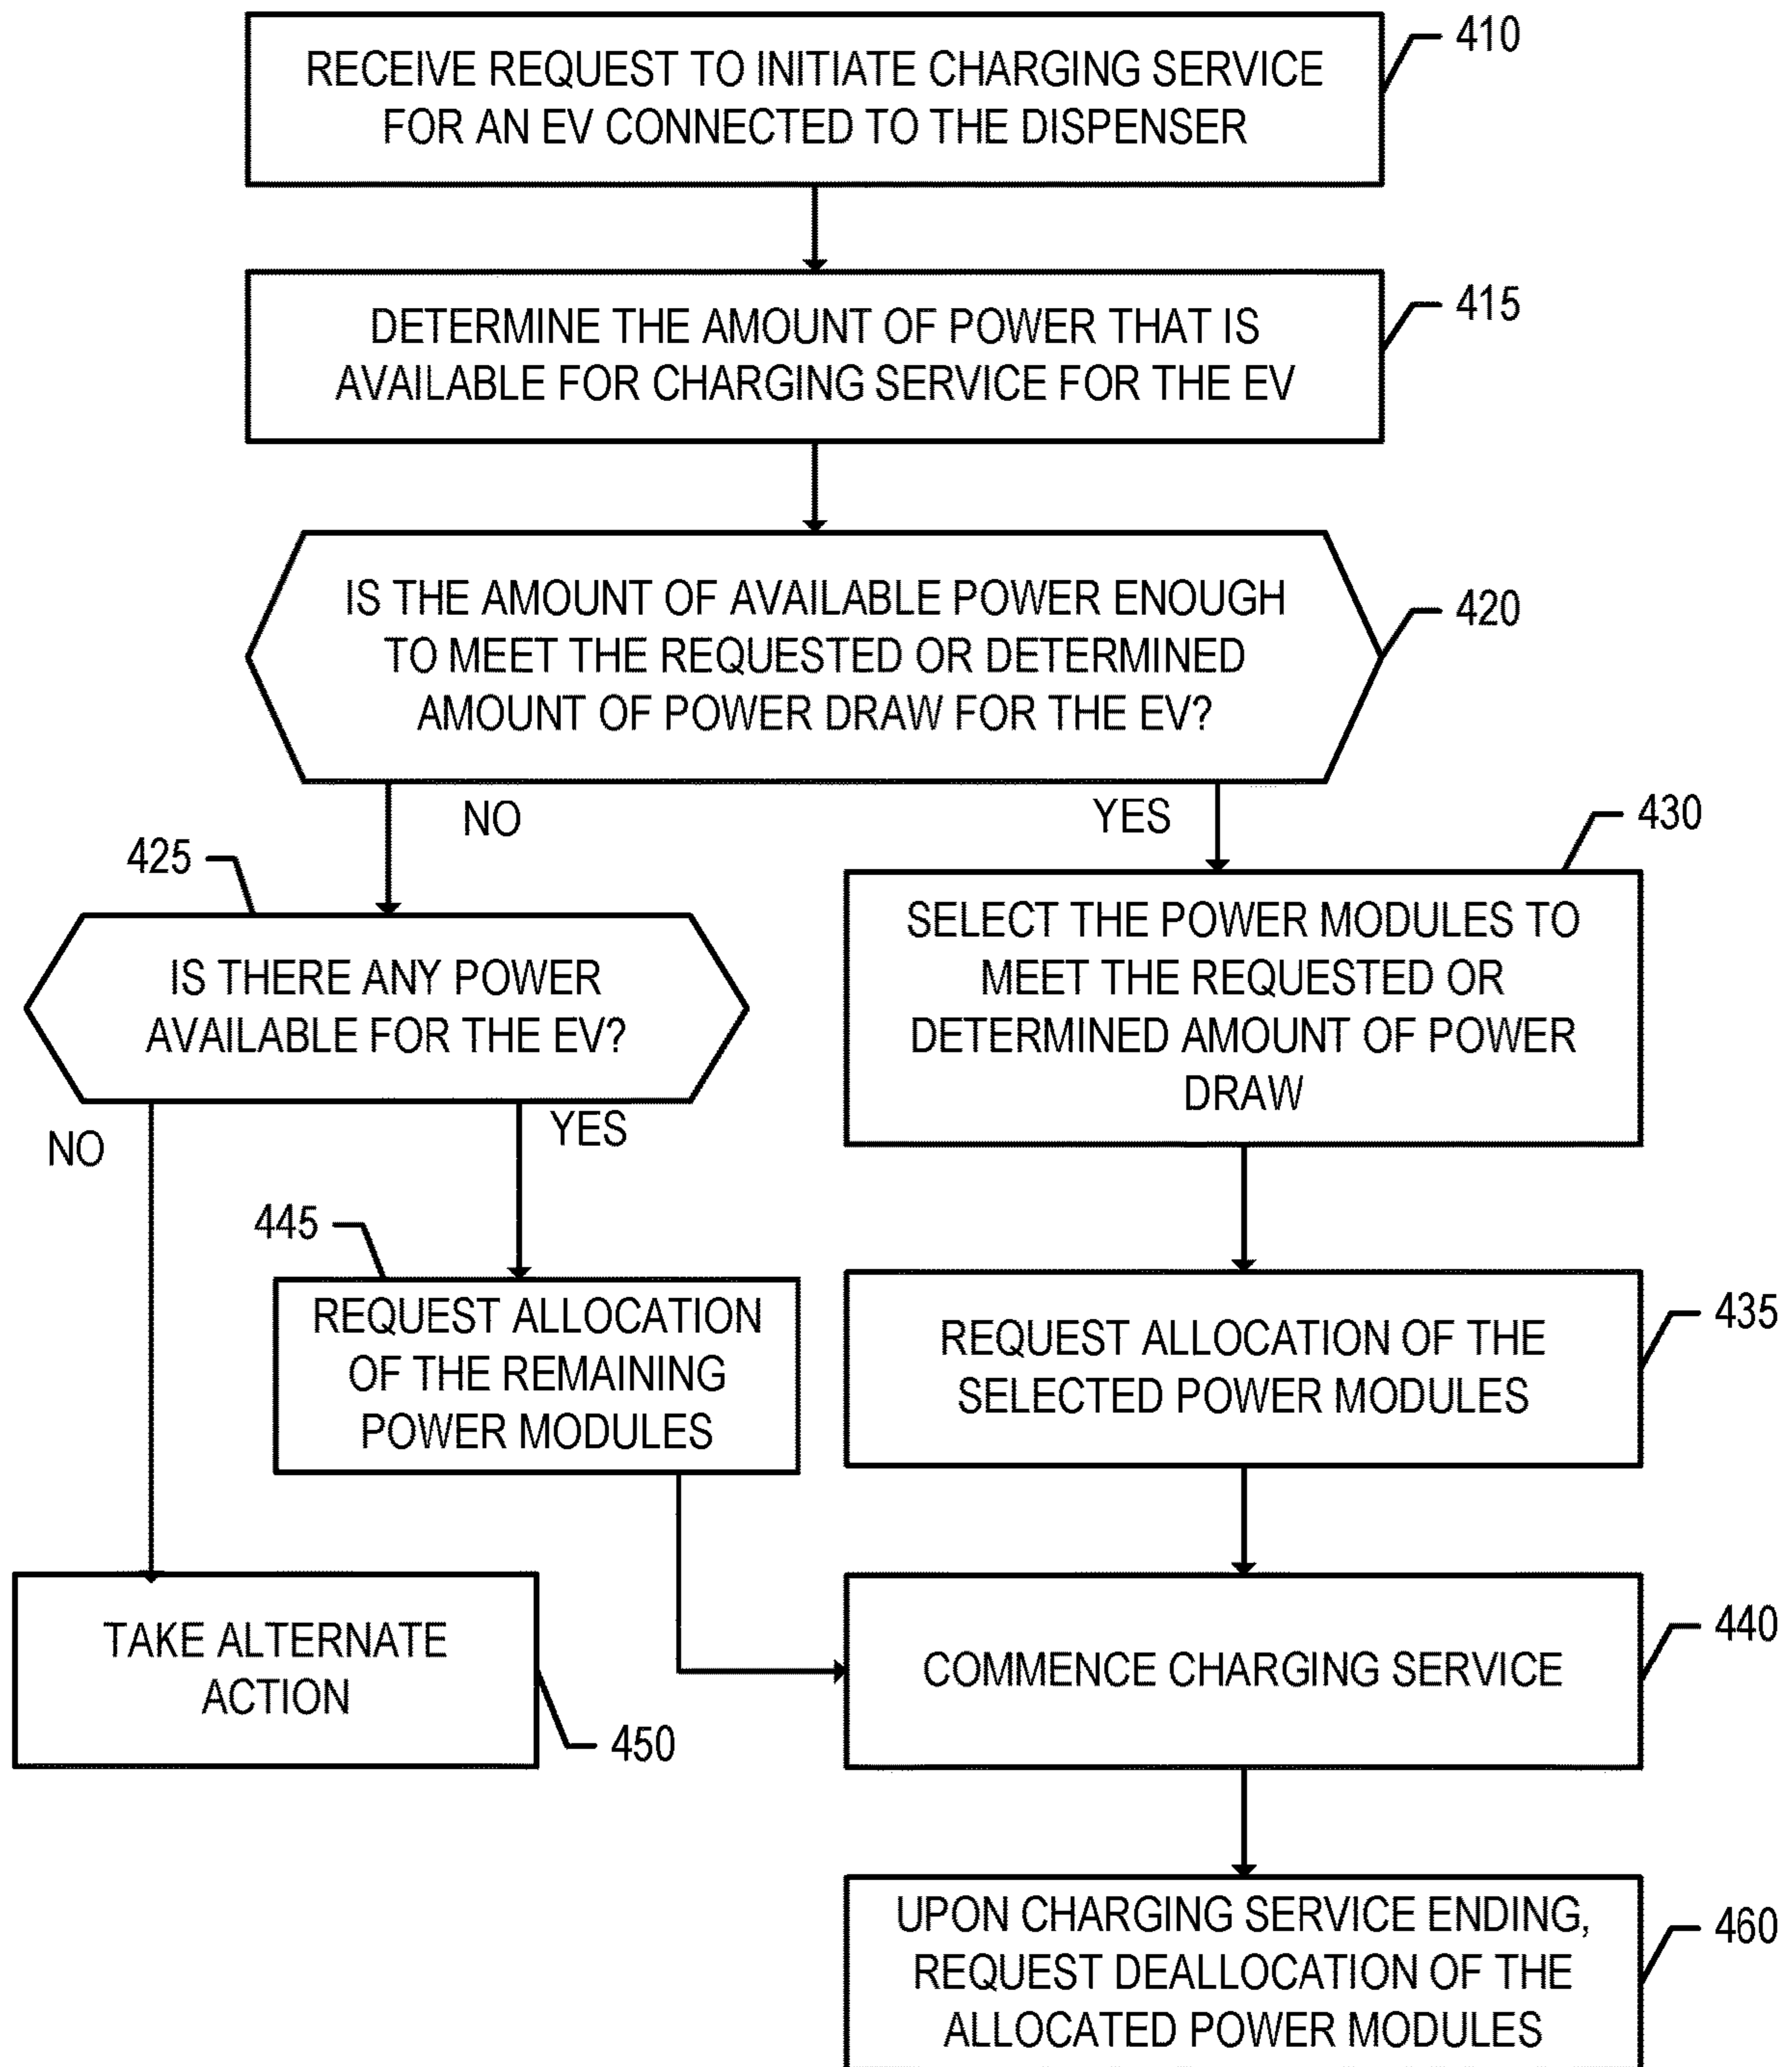 410
RECEIVE REQUEST TO INITIATE CHARGING SERVICE
FOR AN EV CONNECTED TO THE DISPENSER
415
DETERMINE THE AMOUNT OF POWER THAT IS
AVAILABLE FOR CHARGING SERVICE FOR THE EV
420
IS THE AMOUNT OF AVAILABLE POWER ENOUGH
TO MEET THE REQUESTED OR DETERMINED
AMOUNT OF POWER DRAW FOR THE EV?
NO
YES
425
IS THERE ANY POWER
AVAILABLE FOR THE EV?
430
SELECT THE POWER MODULES TO
MEET THE REQUESTED OR
DETERMINED AMOUNT OF POWER
DRAW
NO
YES
445
REQUEST ALLOCATION
OF THE REMAINING
POWER MODULES
435
REQUEST ALLOCATION OF THE
SELECTED POWER MODULES
TAKE ALTERNATE
ACTION
450
440
COMMENCE CHARGING SERVICE
460
UPON CHARGING SERVICE ENDING,
REQUEST DEALLOCATION OF THE
ALLOCATED POWER MODULES